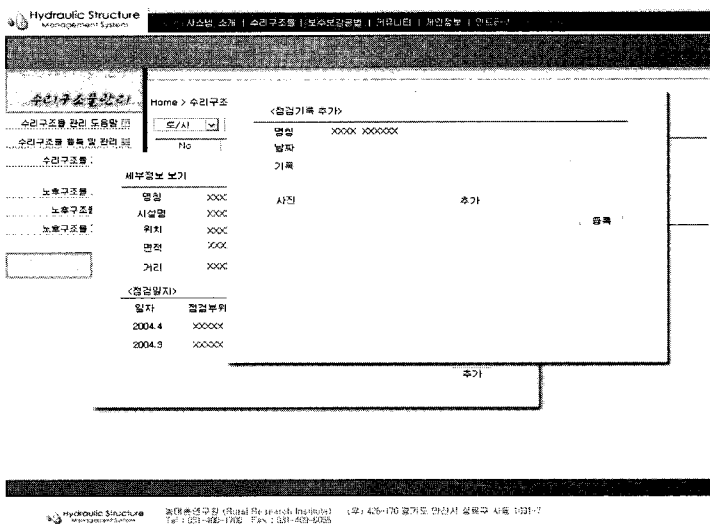 Hydraulic Structure
Management System
시스템 소개 | 수리구조물 | 보수보강공법 | 커뮤니티 | 개인정보 |
수리구조물관리
Home > 수리구조
수리구조물 관리 도움말
도/시
수리구조물 등록 및 관리
No
수리구조물
노후구조물
노후구조물
노후구조물
세부정보 보기
명칭 XXX
시설명 XXX
위치 XXX
면적 XXX
거리 XXX
<점검일지>
일자 점검부위
2004.4 XXXXX
2004.3 XXXXX
추가
<점검기록 추가>
명칭 XXXX XXXXXX
날짜
기록
사진 추가
등록
Hydraulic Structure
Management System
농어촌연구원 (Rural Research Institute) (우) 426-170 경기도 안산시 상록구 사동 1031-7
Tel : 031-400-1700 Fax : 031-409-6055